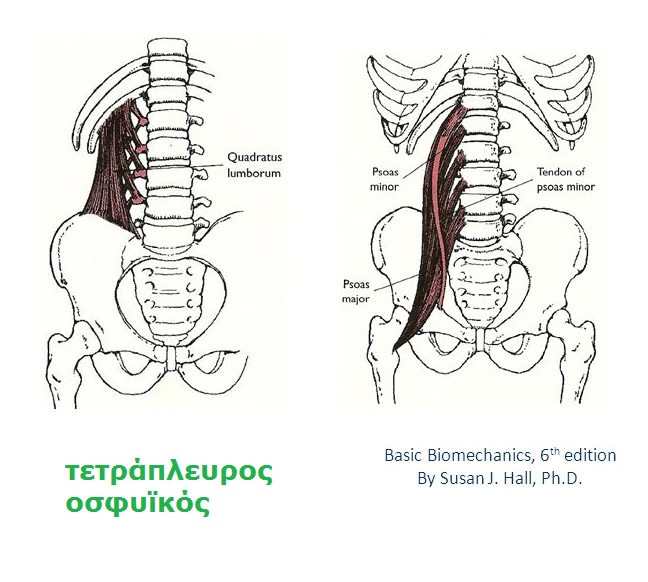 Quadratus
lumborum
Psoas
minor
Tendon of
psoas minor
Psoas
major
τετράπλευρος
οσφυϊκός
Basic Biomechanics, 6th edition
By Susan J. Hall, Ph.D.